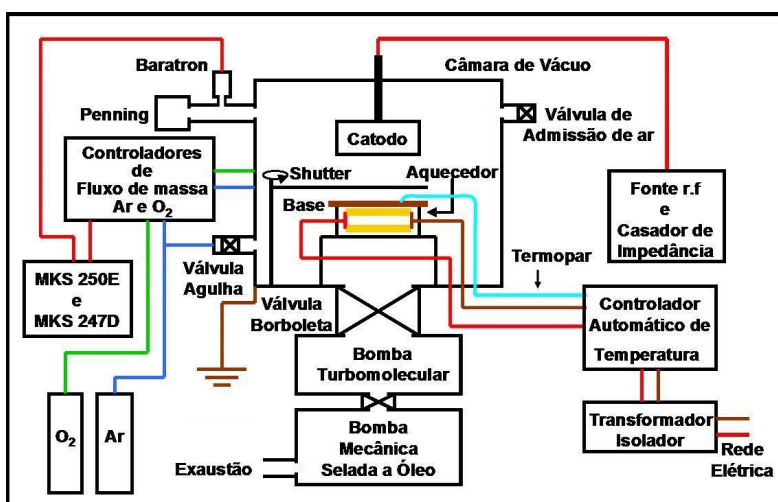 Baratron
Câmara de Vácuo
Penning
Catodo
Válvula de
Admissão de ar
Controladores
de
Fluxo de massa
Ar e O₂
Shutter
Aquecedor
Base
Fonte r.f
e
Casador de
Impedância
Válvula
Agulha
Termopar
MKS 250E
e
MKS 247D
Válvula
Borboleta
Controlador
Automático de
Temperatura
Bomba
Turbomolecular
O₂
Ar
Bomba
Mecânica
Selada a Óleo
Exaustão
Transformador
Isolador
Rede
Elétrica